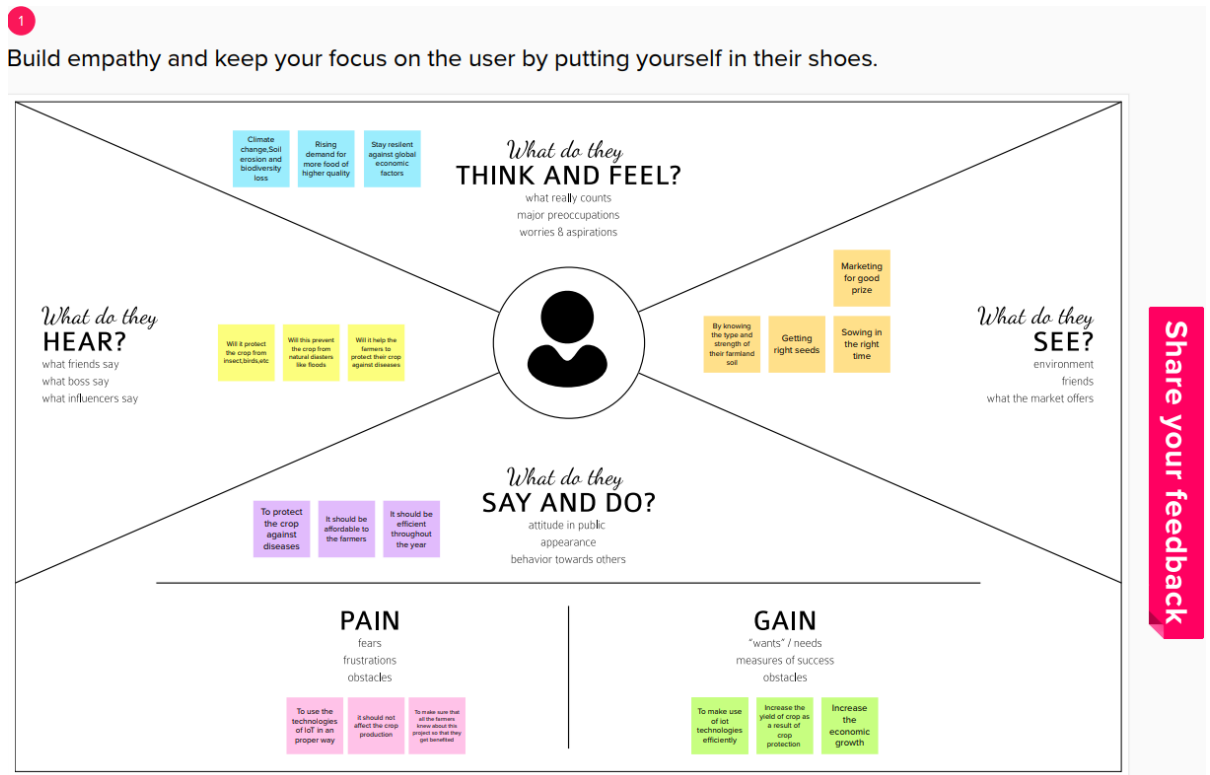 1
Build empathy and keep your focus on the user by putting yourself in their shoes.
Climate
change,Soil
erosion and
biodiversity
loss
Rising
demand for
more food of
higher quality
Stay resilient
against global
economic
factors
What do they
THINK AND FEEL?
what really counts
major preoccupations
worries & aspirations
What do they
HEAR?
what friends say
what boss say
what influencers say
Will it protect
the crop from
insect,birds,etc
Will this prevent
the crop from
natural diasters
like floods
Will it help the
farmers to
protect their crop
against diseases
Marketing
for good
prize
By knowing
the type and
strength of
their farmland
soil
Getting
right seeds
Sowing in
the right
time
What do they
SEE?
environment
friends
what the market offers
To protect
the crop
against
diseases
It should be
affordable to
the farmers
It should be
efficient
throughout
the year
What do they
SAY AND DO?
attitude in public
appearance
behavior towards others
PAIN
fears
frustrations
obstacles
To use the
technologies
of IoT in an
proper way
it should not
affect the crop
production
To make sure that
all the farmers
knew about this
project so that they
get benefited
GAIN
“wants” / needs
measures of success
obstacles
To make use
of iot
technologies
efficiently
Increase the
yield of crop as
a result of
crop
protection
Increase
the
economic
growth
Share your feedback